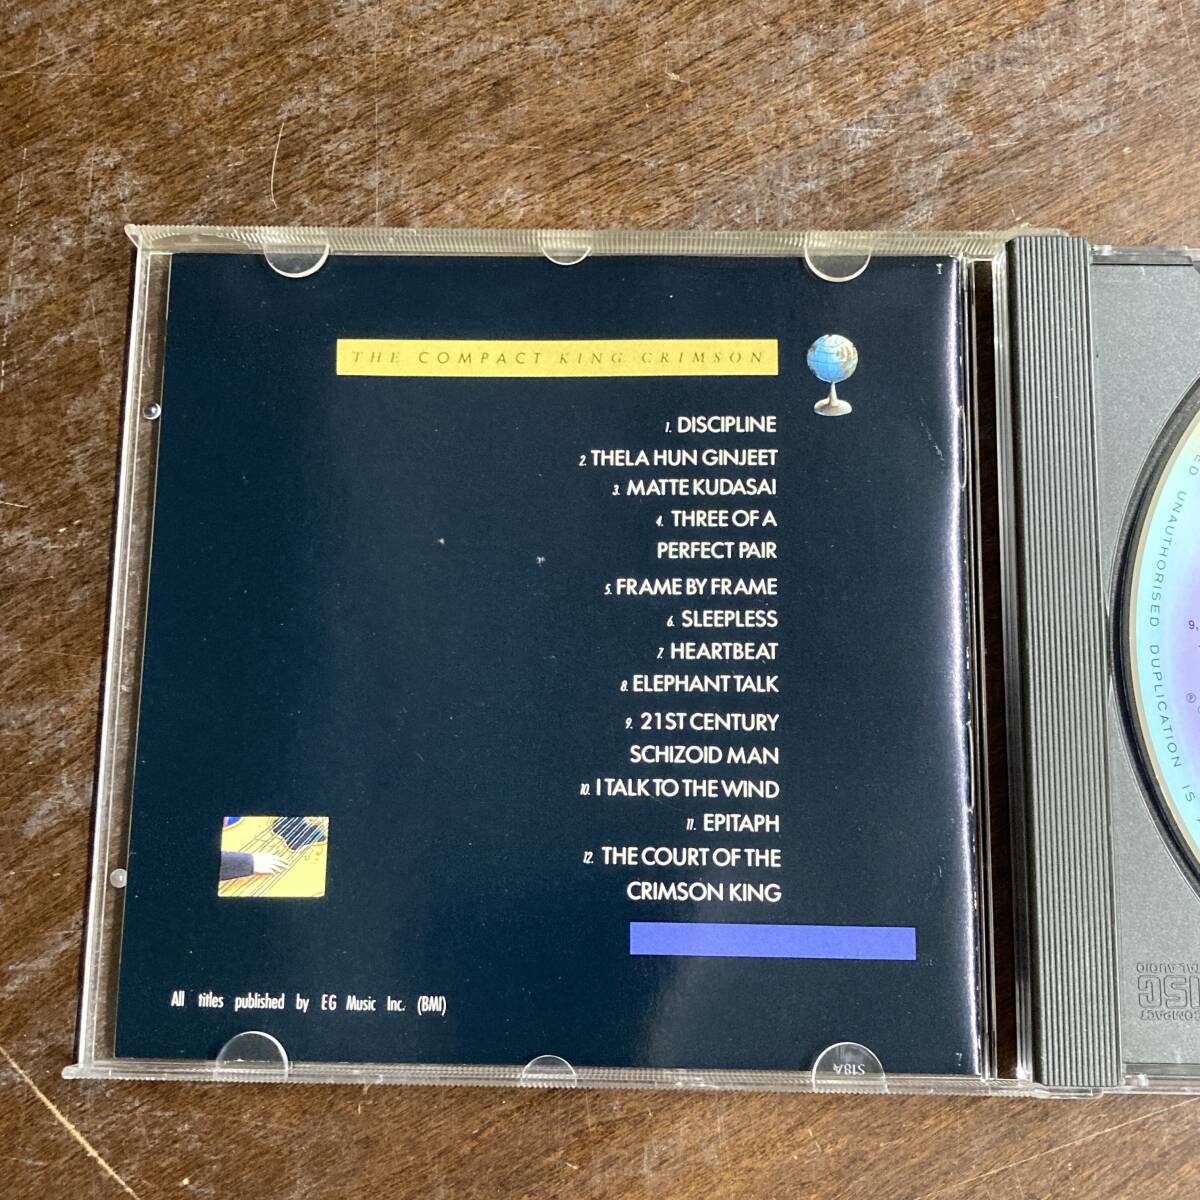 THE COMPACT KING CRIMSON
1. DISCIPLINE
2. THELA HUN GINJEET
3. MATTE KUDASAI
4. THREE OF A
PERFECT PAIR
5. FRAME BY FRAME
6. SLEEPLESS
7. HEARTBEAT
8. ELEPHANT TALK
9. 21ST CENTURY
SCHIZOID MAN
10. I TALK TO THE WIND
11. EPITAPH
12. THE COURT OF THE
CRIMSON KING
All titles published by EG Music Inc. (BMI)
S18A
UNAUTHORISED DUPLICATION IS
9,
COMPACT